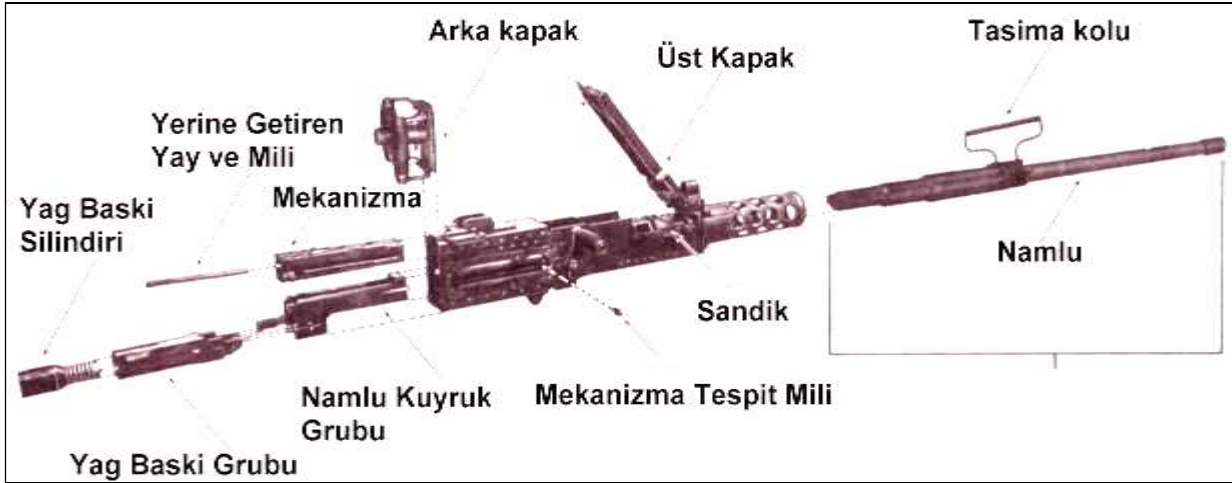 Arka kapak
Üst Kapak
Tasima kolu
Yerine Getiren
Yay ve Mili
Mekanizma
Yag Baski
Silindiri
Namlu
Sandik
Mekanizma Tespit Mili
Namlu Kuyruk
Grubu
Yag Baski Grubu